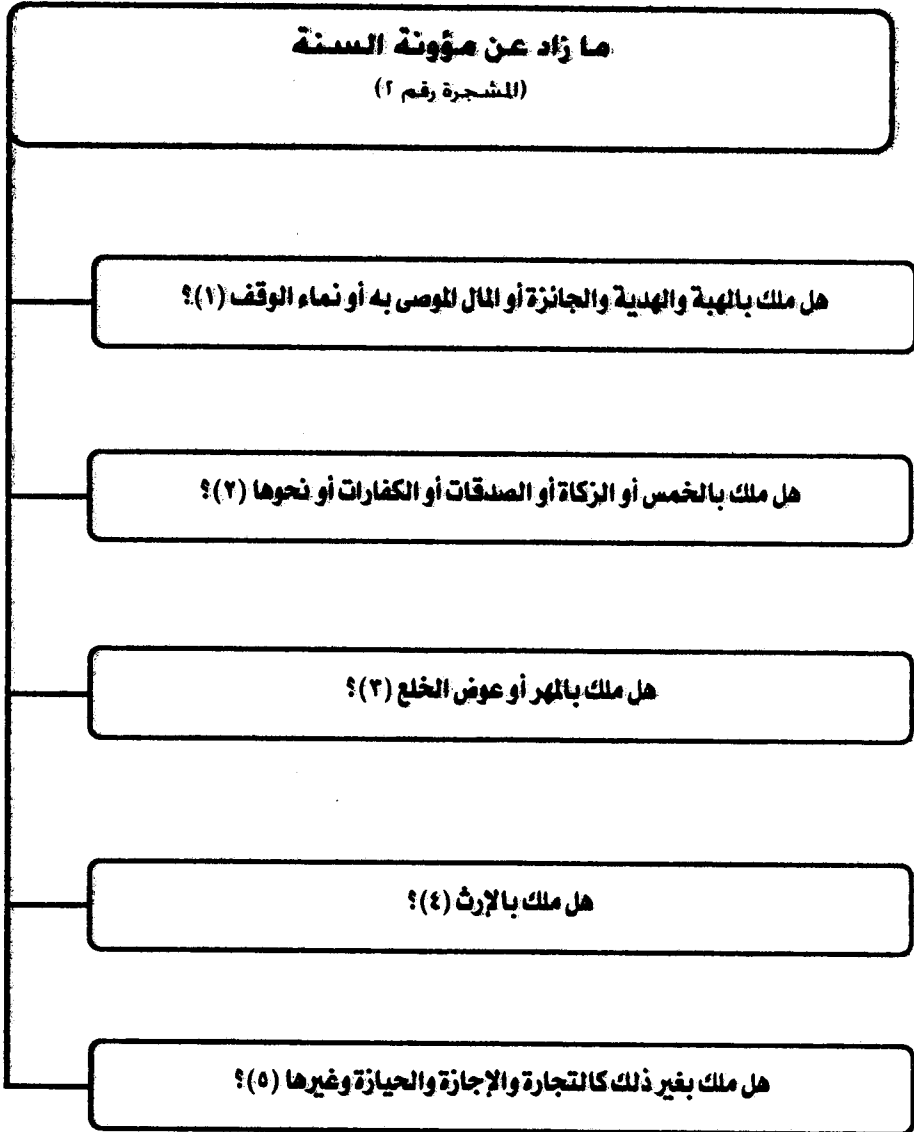 ما زاد عن مؤونة السنة
(المشجرة رقم ٢)
هل ملك بالهبة والهدية والجائزة أو المال الموصى به أو نماء الوقف (١)؟
هل ملك بالخمس أو الزكاة أو الصدقات أو الكفارات أو نحوها (٢)؟
هل ملك بالمهر أو عوض الخلع (٣)؟
هل ملك بالإرث (٤)؟
هل ملك بغير ذلك كالتجارة والإجازة والحيازة وغيرها (٥)؟